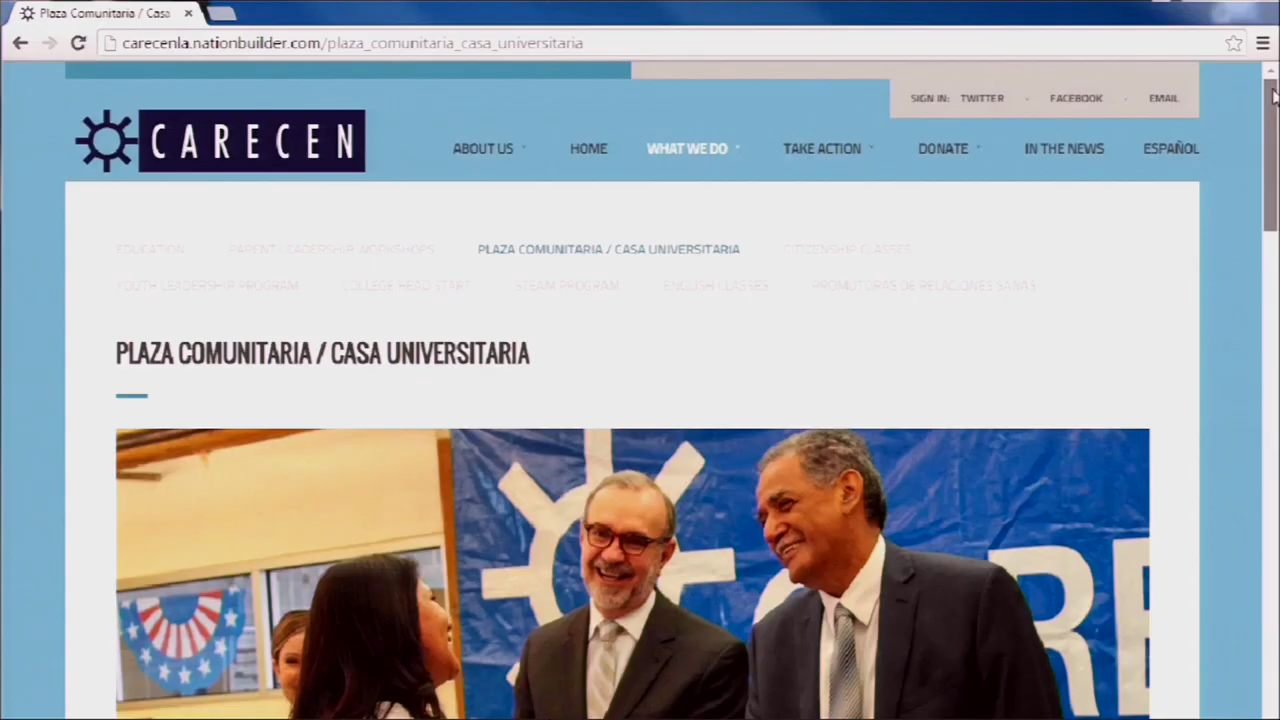 Plaza Comunitaria / Casa
carecenla.nationbuilder.com/plaza_comunitaria_casa_universitaria
SIGN IN: TWITTER - FACEBOOK - EMAIL
CARECEN
ABOUT US HOME WHAT WE DO TAKE ACTION DONATE IN THE NEWS ESPAÑOL
EDUCATION PARENT LEADERSHIP WORKSHOPS PLAZA COMUNITARIA / CASA UNIVERSITARIA CITIZENSHIP CLASSES
YOUTH LEADERSHIP PROGRAM COLLEGE HEAD START STEAM PROGRAM ENGLISH CLASSES PROMOTORAS DE RELACIONES SANAS
PLAZA COMUNITARIA / CASA UNIVERSITARIA
CARE